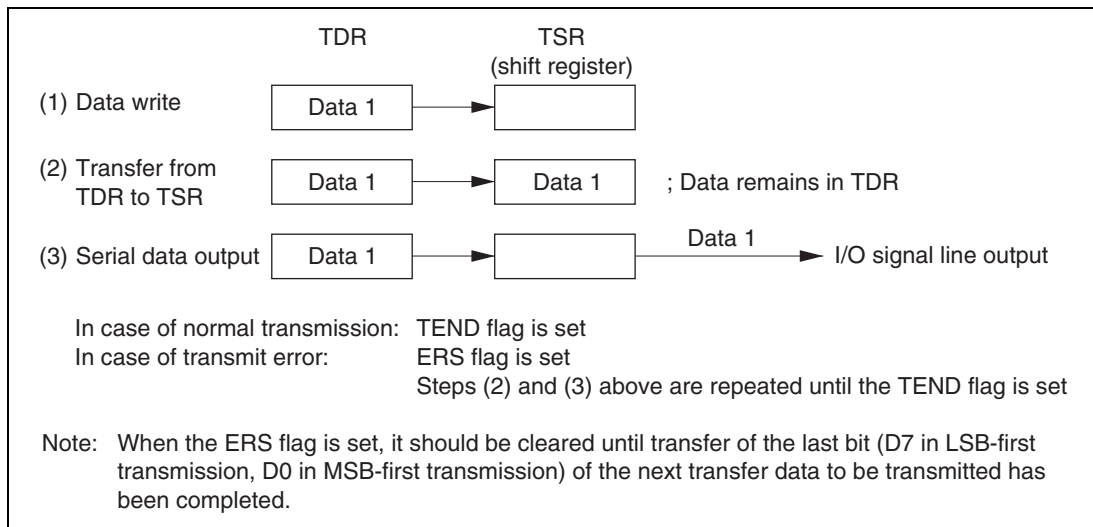 TDR TSR
(shift register)
(1) Data write Data 1
(2) Transfer from
TDR to TSR Data 1 Data 1 ; Data remains in TDR
(3) Serial data output Data 1 Data 1 I/O signal line output
In case of normal transmission: TEND flag is set
In case of transmit error: ERS flag is set
Steps (2) and (3) above are repeated until the TEND flag is set
Note: When the ERS flag is set, it should be cleared until transfer of the last bit (D7 in LSB-first
transmission, D0 in MSB-first transmission) of the next transfer data to be transmitted has
been completed.